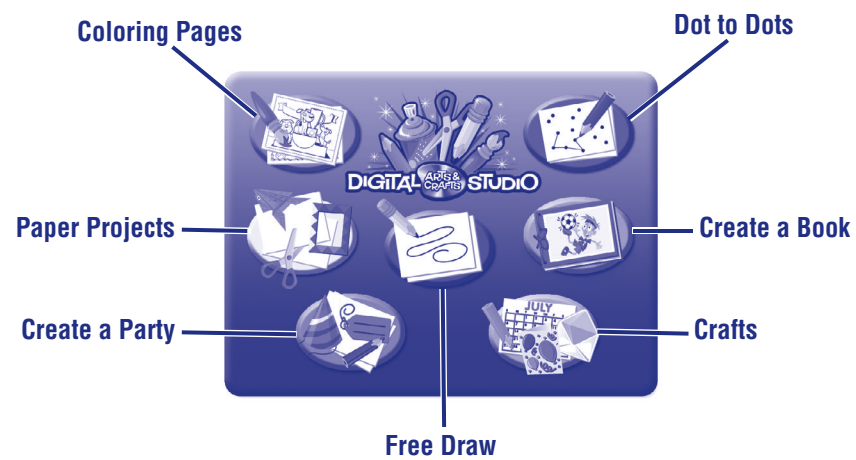 Coloring Pages
Dot to Dots
DIGITAL ARTS & CRAFTS STUDIO
Paper Projects
Create a Book
JULY
Create a Party
Crafts
Free Draw